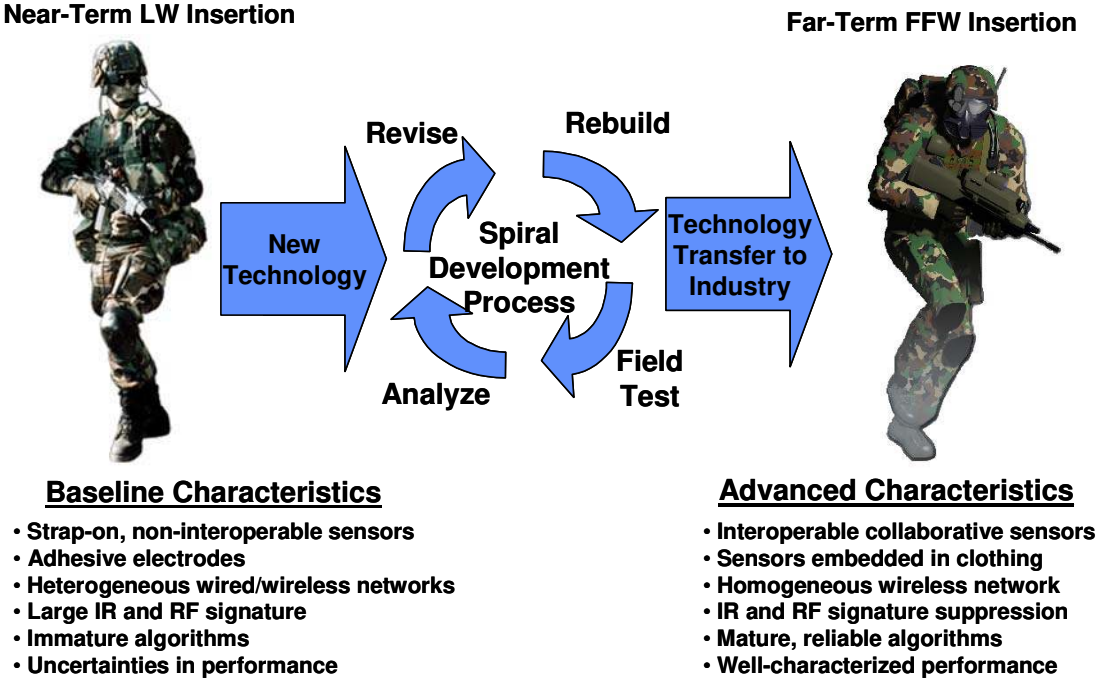 Near-Term LW Insertion
Far-Term FFW Insertion
Revise
Rebuild
New
Technology
Spiral
Development
Process
Technology
Transfer to
Industry
Analyze
Field
Test
Baseline Characteristics
• Strap-on, non-interoperable sensors
• Adhesive electrodes
• Heterogeneous wired/wireless networks
• Large IR and RF signature
• Immature algorithms
• Uncertainties in performance
Advanced Characteristics
• Interoperable collaborative sensors
• Sensors embedded in clothing
• Homogeneous wireless network
• IR and RF signature suppression
• Mature, reliable algorithms
• Well-characterized performance